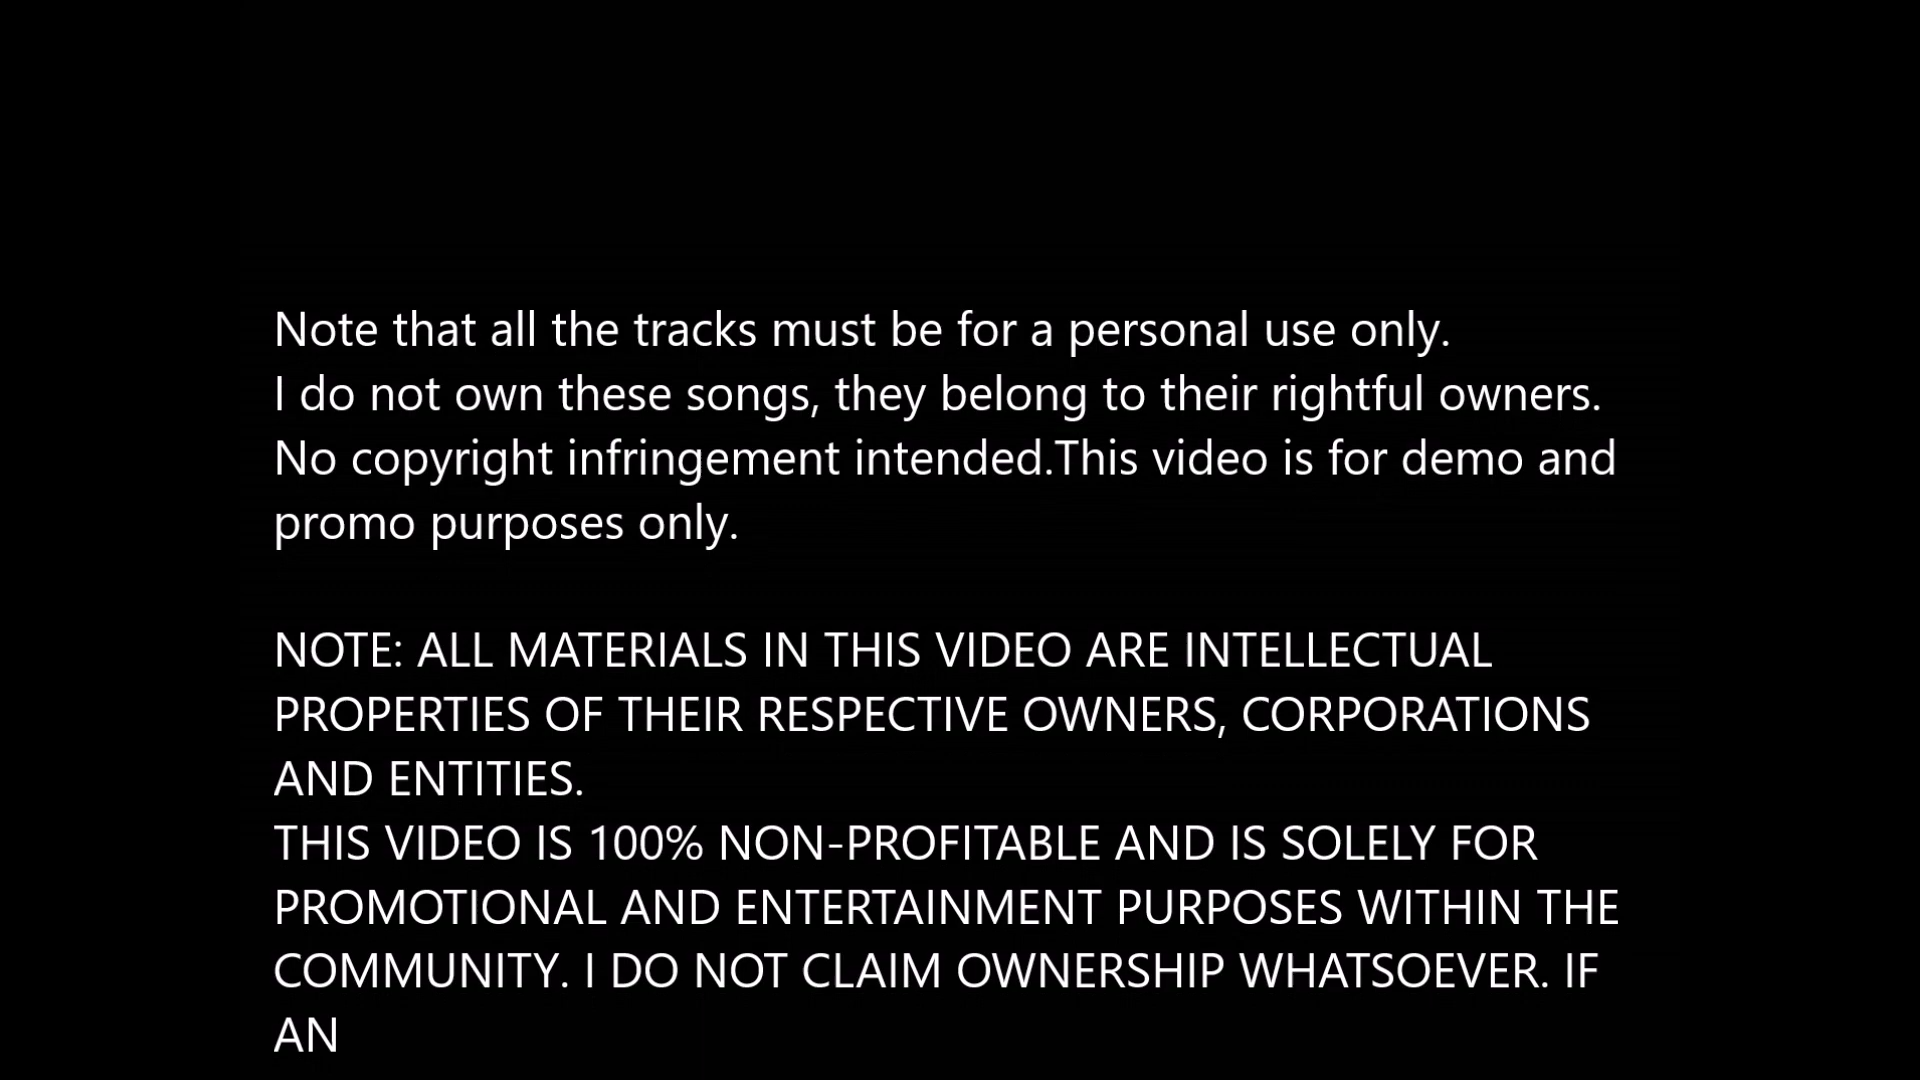 Note that all the tracks must be for a personal use only.
I do not own these songs, they belong to their rightful owners.
No copyright infringement intended.This video is for demo and
promo purposes only.
NOTE: ALL MATERIALS IN THIS VIDEO ARE INTELLECTUAL
PROPERTIES OF THEIR RESPECTIVE OWNERS, CORPORATIONS
AND ENTITIES.
THIS VIDEO IS 100% NON-PROFITABLE AND IS SOLELY FOR
PROMOTIONAL AND ENTERTAINMENT PURPOSES WITHIN THE
COMMUNITY. I DO NOT CLAIM OWNERSHIP WHATSOEVER. IF
AN